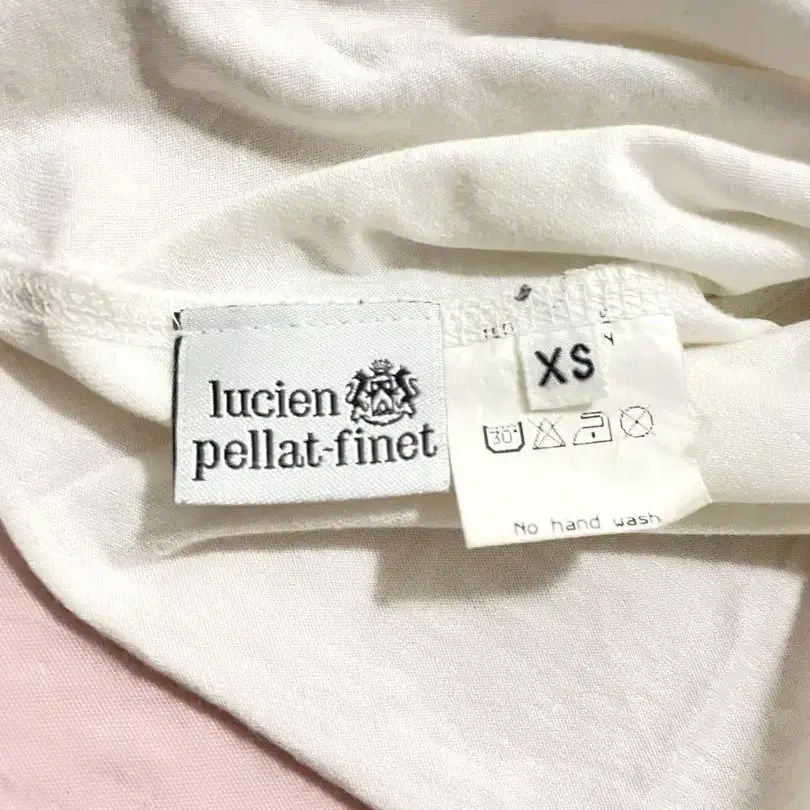 lucien
pellat-finet
XS
30°
No hand wash